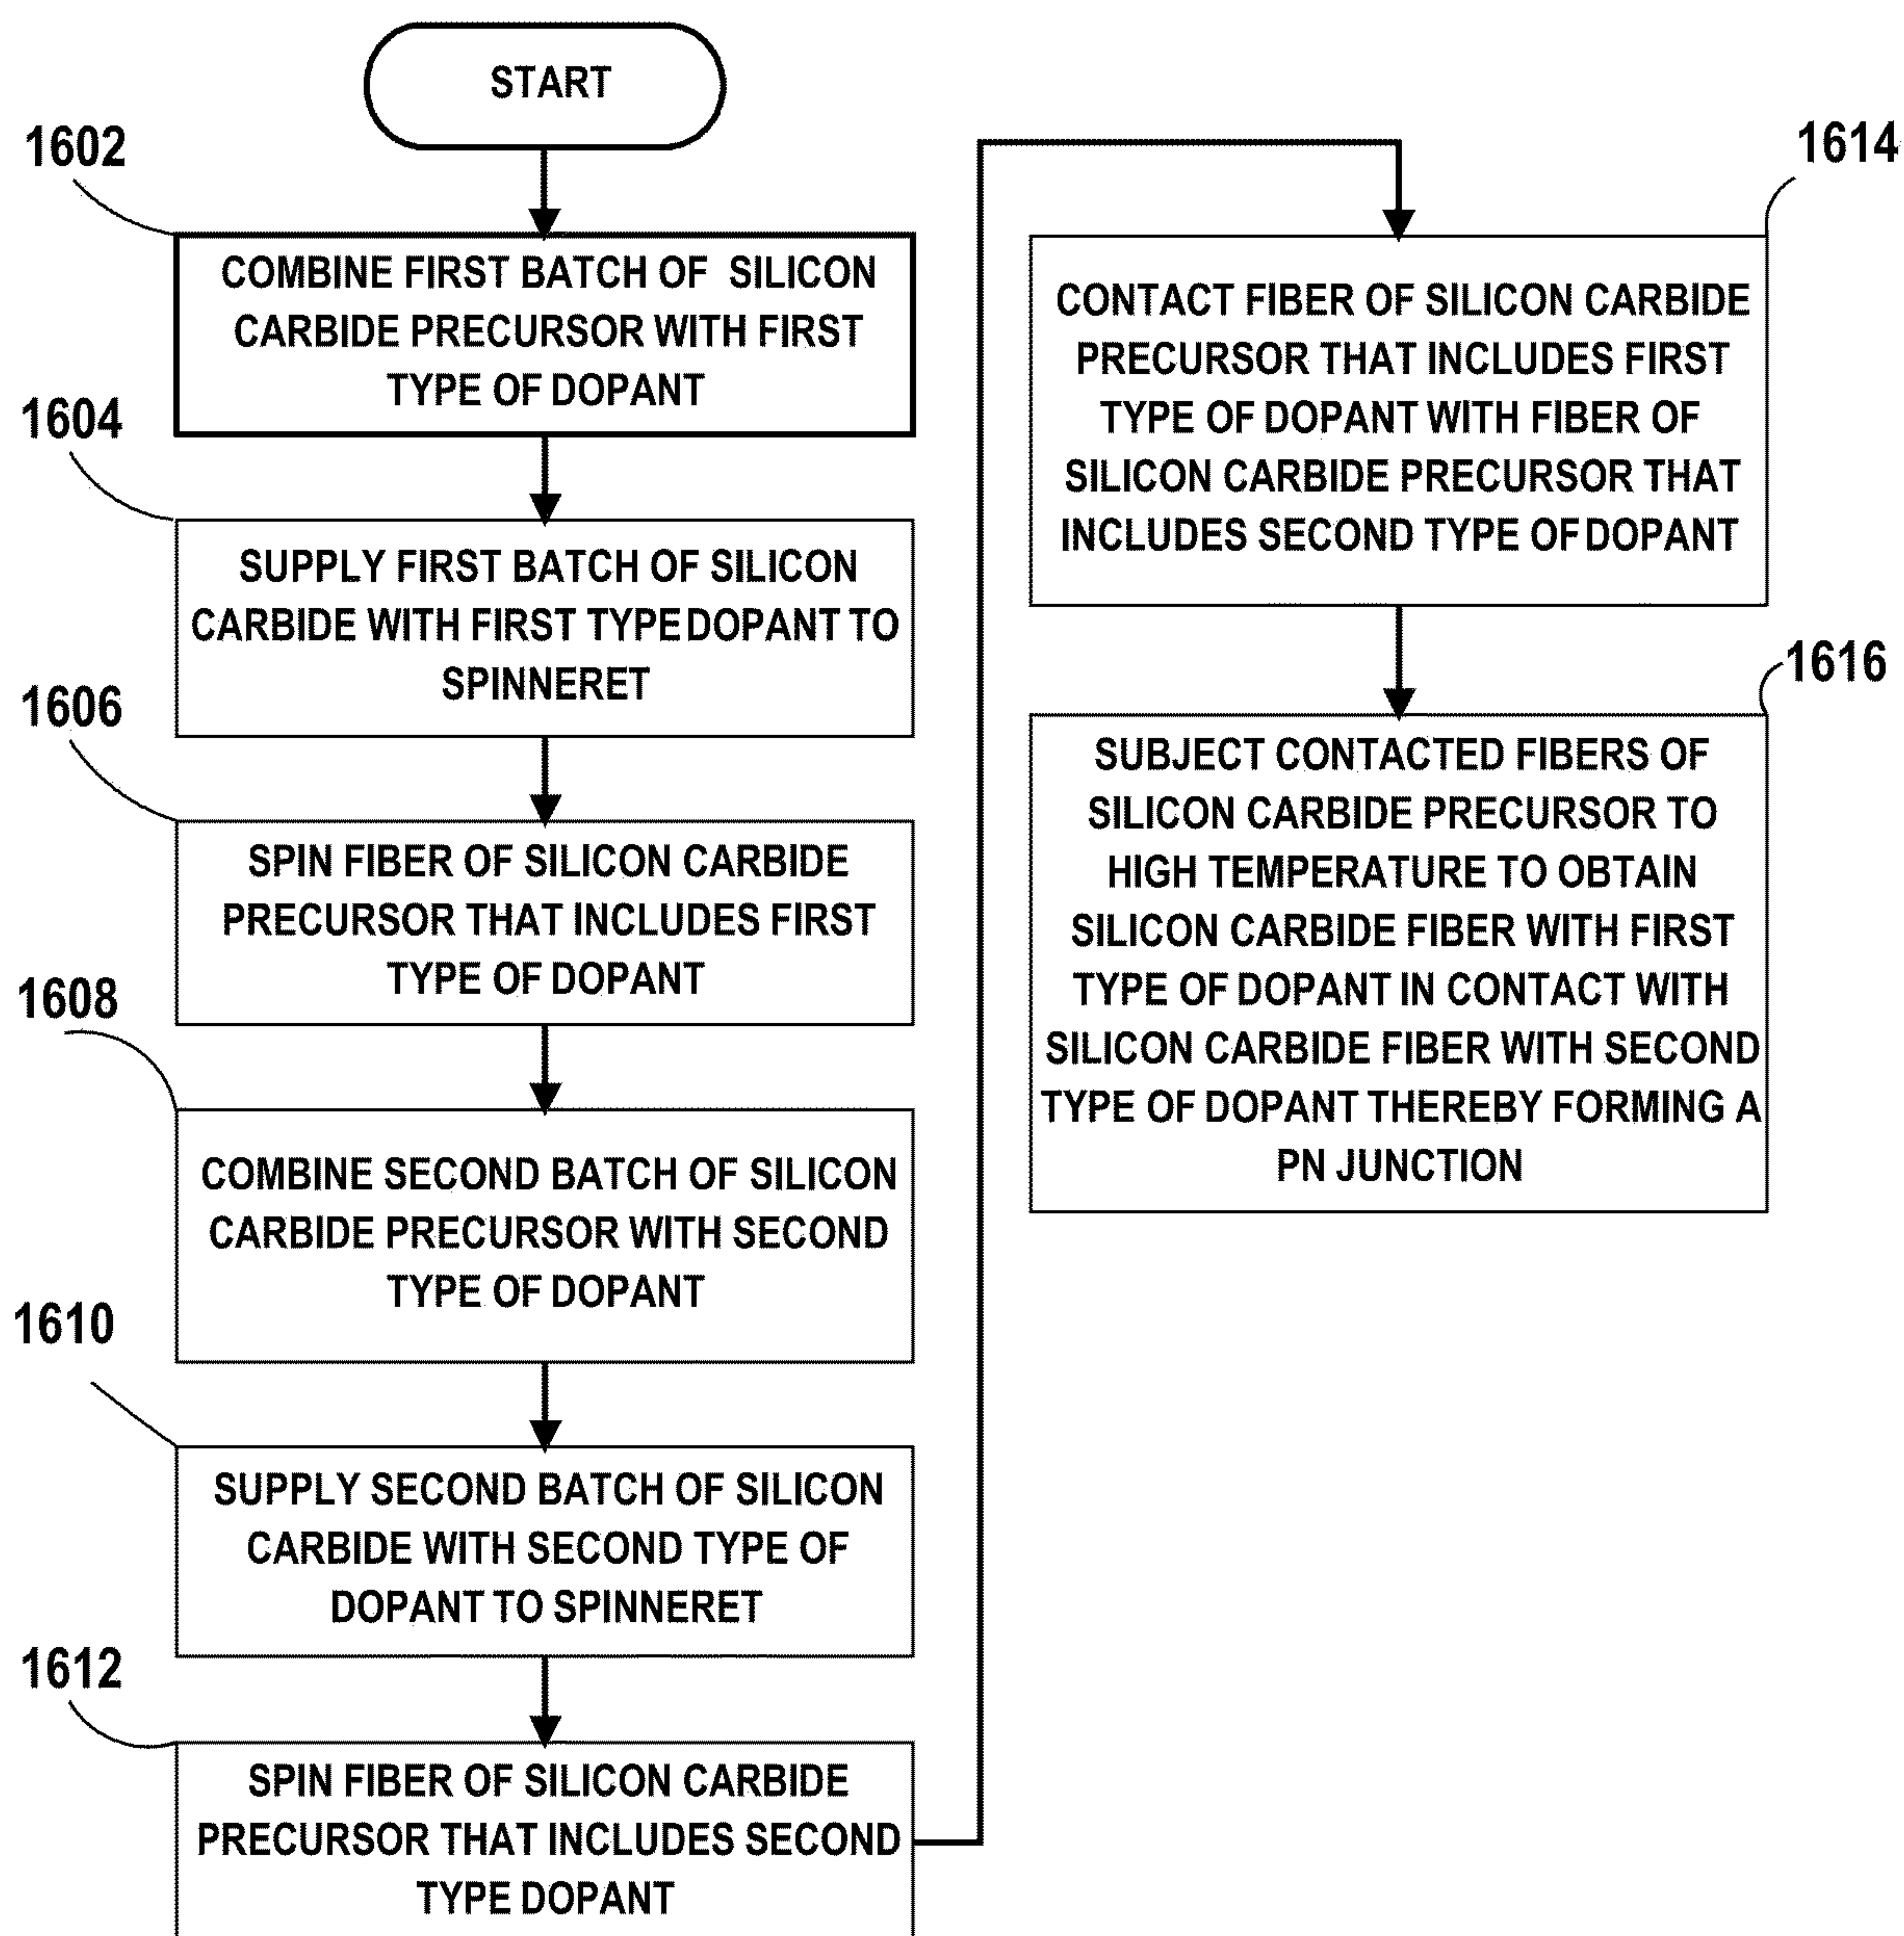 START
1602
COMBINE FIRST BATCH OF SILICON
CARBIDE PRECURSOR WITH FIRST
TYPE OF DOPANT
1604
SUPPLY FIRST BATCH OF SILICON
CARBIDE WITH FIRST TYPE DOPANT TO
SPINNERET
1606
SPIN FIBER OF SILICON CARBIDE
PRECURSOR THAT INCLUDES FIRST
TYPE OF DOPANT
1608
COMBINE SECOND BATCH OF SILICON
CARBIDE PRECURSOR WITH SECOND
TYPE OF DOPANT
1610
SUPPLY SECOND BATCH OF SILICON
CARBIDE WITH SECOND TYPE OF
DOPANT TO SPINNERET
1612
SPIN FIBER OF SILICON CARBIDE
PRECURSOR THAT INCLUDES SECOND
TYPE DOPANT
1614
CONTACT FIBER OF SILICON CARBIDE
PRECURSOR THAT INCLUDES FIRST
TYPE OF DOPANT WITH FIBER OF
SILICON CARBIDE PRECURSOR THAT
INCLUDES SECOND TYPE OF DOPANT
1616
SUBJECT CONTACTED FIBERS OF
SILICON CARBIDE PRECURSOR TO
HIGH TEMPERATURE TO OBTAIN
SILICON CARBIDE FIBER WITH FIRST
TYPE OF DOPANT IN CONTACT WITH
SILICON CARBIDE FIBER WITH SECOND
TYPE OF DOPANT THEREBY FORMING A
PN JUNCTION